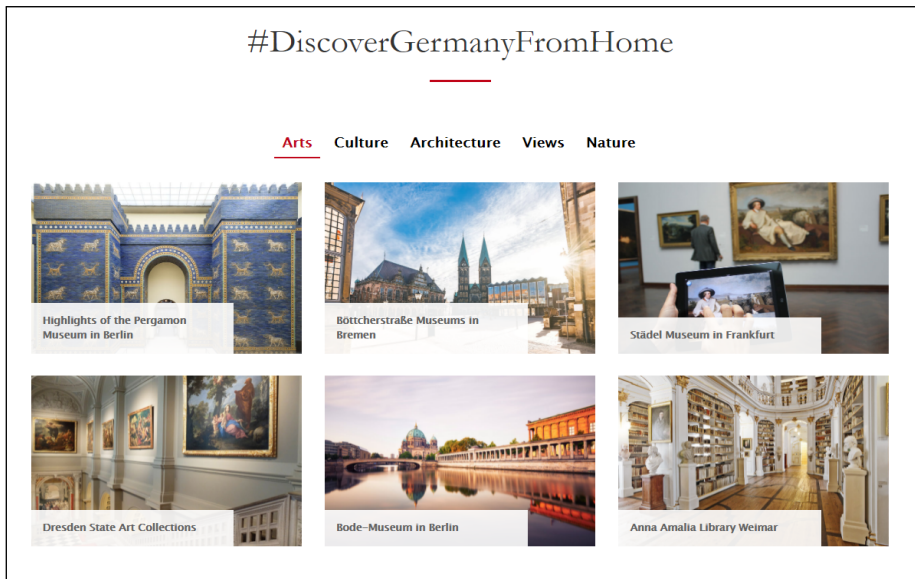 #DiscoverGermanyFromHome
Arts Culture Architecture Views Nature
Highlights of the Pergamon
Museum in Berlin
Böttcherstraße Museums in
Bremen
Städel Museum in Frankfurt
Dresden State Art Collections
Bode-Museum in Berlin
Anna Amalia Library Weimar